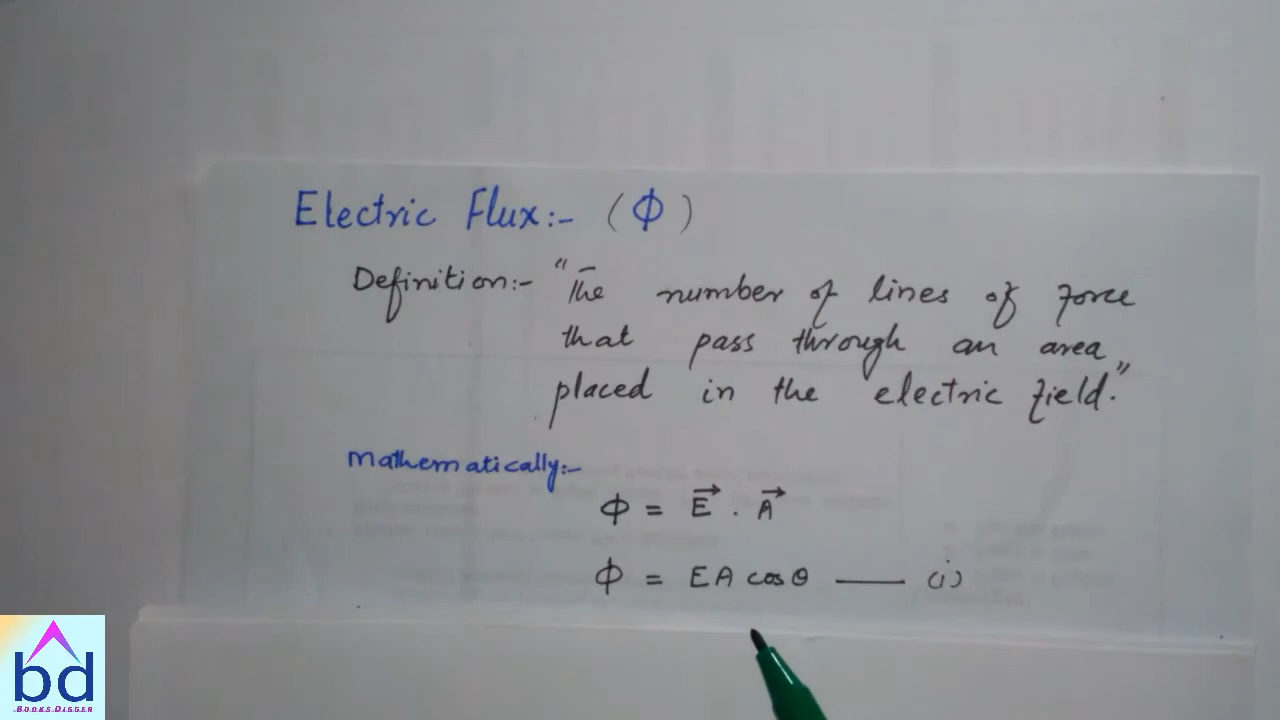 Electric Flux:- (Φ)
Definition:- "The number of lines of force
that pass through an area
placed in the electric field."
Mathematically:-
Φ = E⃗ . A⃗
Φ = EA cosθ —— (i)
bd
BOOKS DIGGER